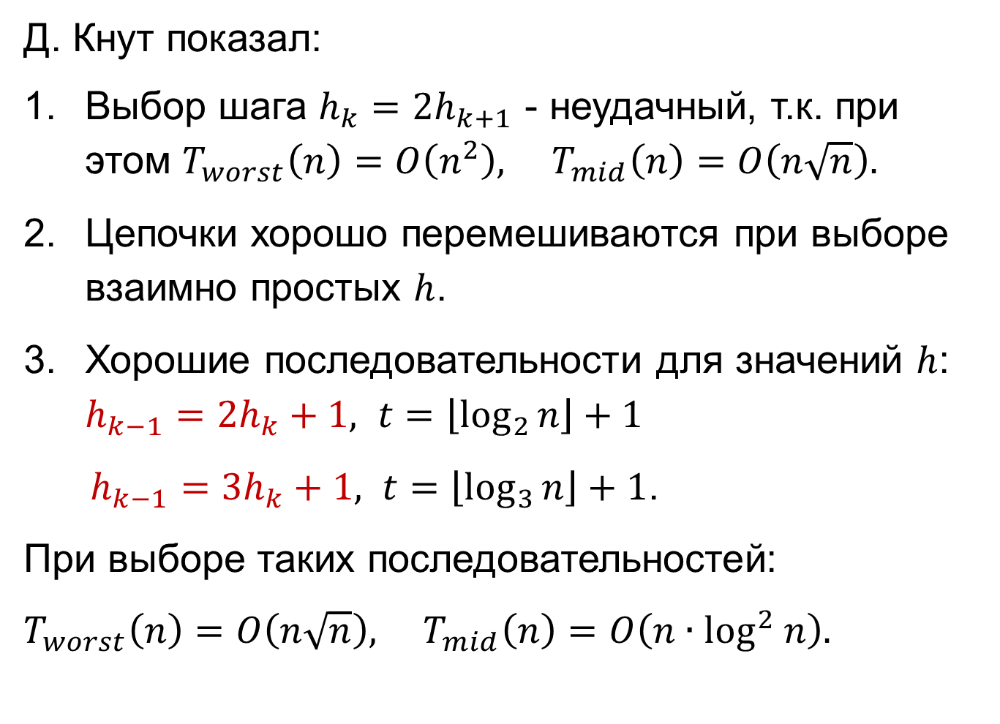 Д. Кнут показал:
1. Выбор шага $h_k = 2h_{k+1}$ - неудачный, т.к. при
этом $T_{worst}(n) = O(n^2)$, $T_{mid}(n) = O(n\sqrt{n})$.
2. Цепочки хорошо перемешиваются при выборе
взаимно простых $h$.
3. Хорошие последовательности для значений $h$:
$h_{k-1} = 2h_k + 1$, $t = \lfloor \log_2 n \rfloor + 1$
$h_{k-1} = 3h_k + 1$, $t = \lfloor \log_3 n \rfloor + 1$.
При выборе таких последовательностей:
$T_{worst}(n) = O(n\sqrt{n})$, $T_{mid}(n) = O(n \cdot \log^2 n)$.